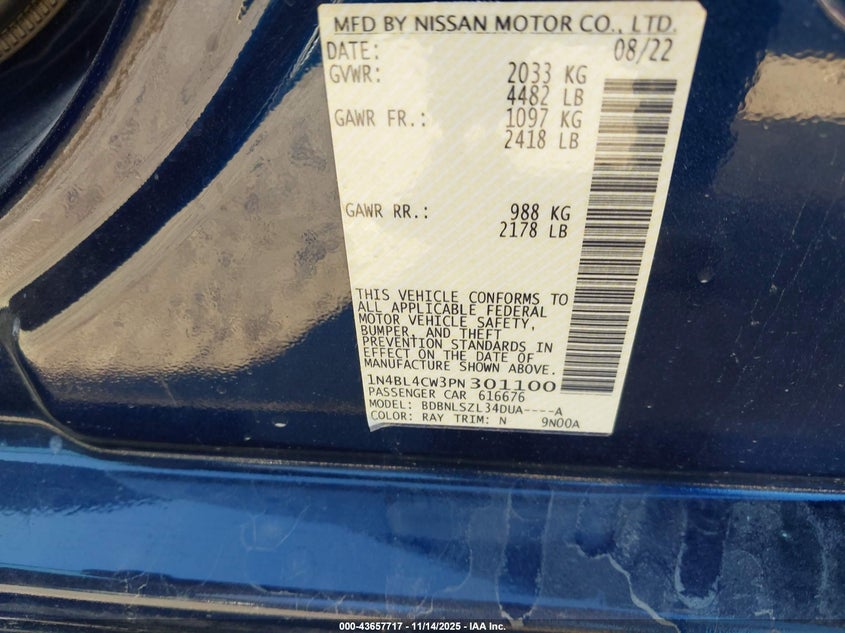 MFD BY NISSAN MOTOR CO., LTD.
DATE: 08/22
GVWR: 2033 KG
4482 LB
GAWR FR.: 1097 KG
2418 LB
GAWR RR.: 988 KG
2178 LB
THIS VEHICLE CONFORMS TO
ALL APPLICABLE FEDERAL
MOTOR VEHICLE SAFETY,
BUMPER, AND THEFT
PREVENTION STANDARDS IN
EFFECT ON THE DATE OF
MANUFACTURE SHOWN ABOVE.
1N4BL4CW3PN301100
PASSENGER CAR 616676
MODEL: BDBNLSZL34DUA----A
COLOR: RAY TRIM: N 9N00A
000-43657717 - 11/14/2025 - IAA Inc.